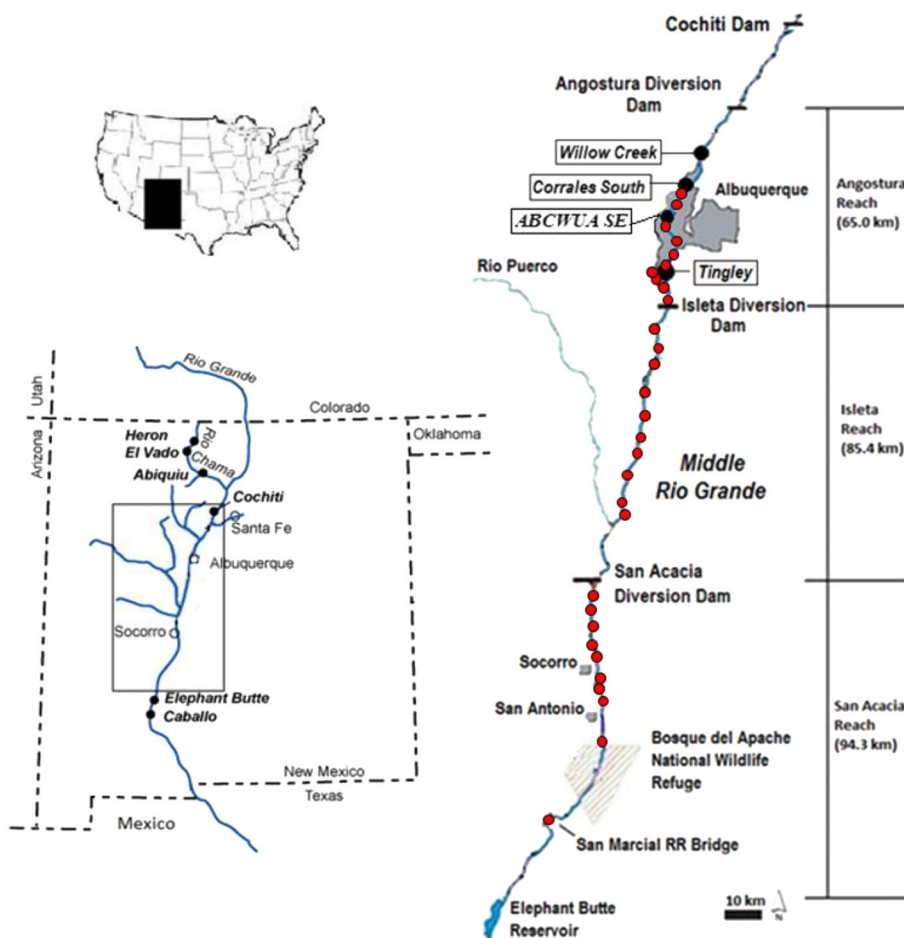 Cochiti Dam
Angostura Diversion
Dam
Willow Creek
Corrales South
Albuquerque
ABCWUA SE
Angostura
Reach
(65.0 km)
Rio Puerco
Tingley
Isleta Diversion
Dam
Isleta
Reach
(85.4 km)
Middle
Rio Grande
San Acacia
Diversion Dam
Socorro
San Antonio
San Acacia
Reach
(94.3 km)
Bosque del Apache
National Wildlife
Refuge
San Marcial RR Bridge
10 km
N
Elephant Butte
Reservoir
Rio Grande
Utah
Colorado
Arizona
Oklahoma
Heron
Rio
El Vado
Chama
Abiquiu
Cochiti
Santa Fe
Albuquerque
Socorro
Elephant Butte
Caballo
New Mexico
Texas
Mexico